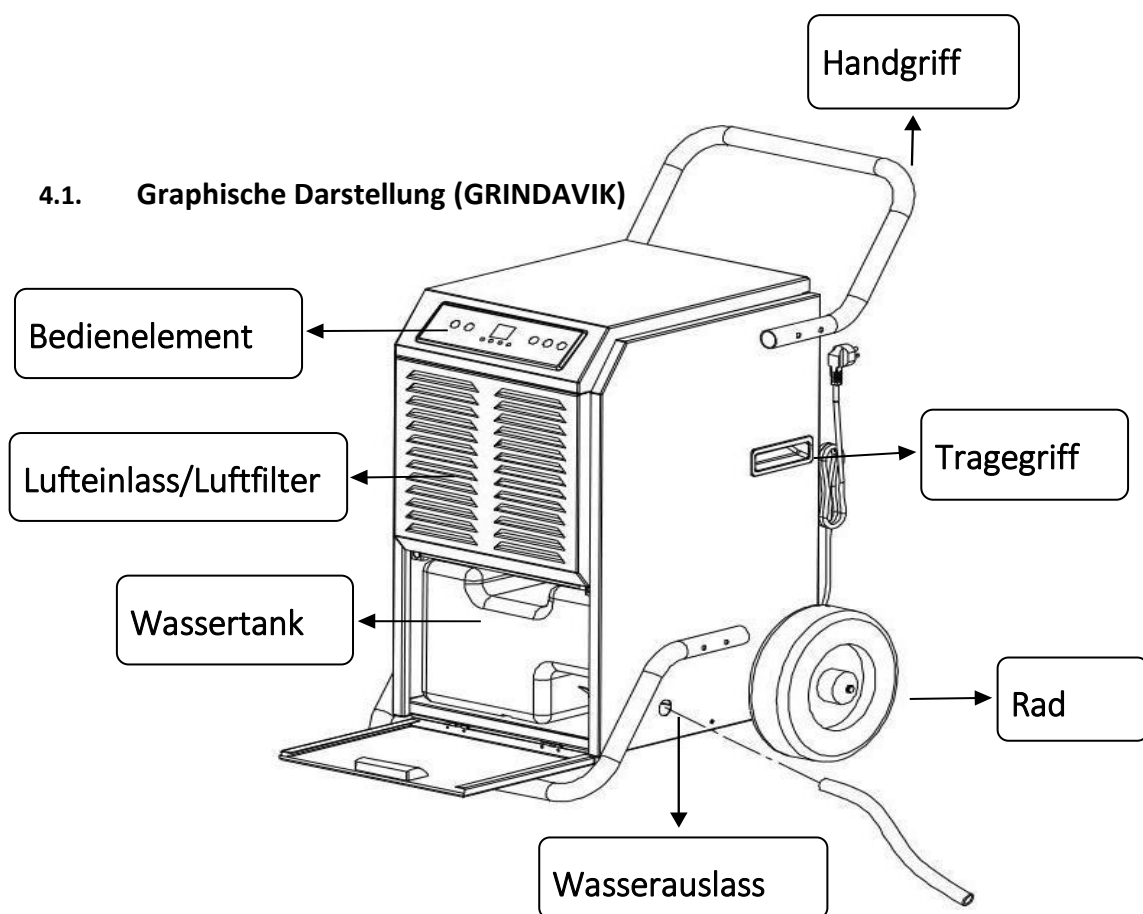 Handgriff
4.1. Graphische Darstellung (GRINDAVIK)
Bedienelement
Lufteinlass/Luftfilter
Tragegriff
Wassertank
Rad
Wasserauslass